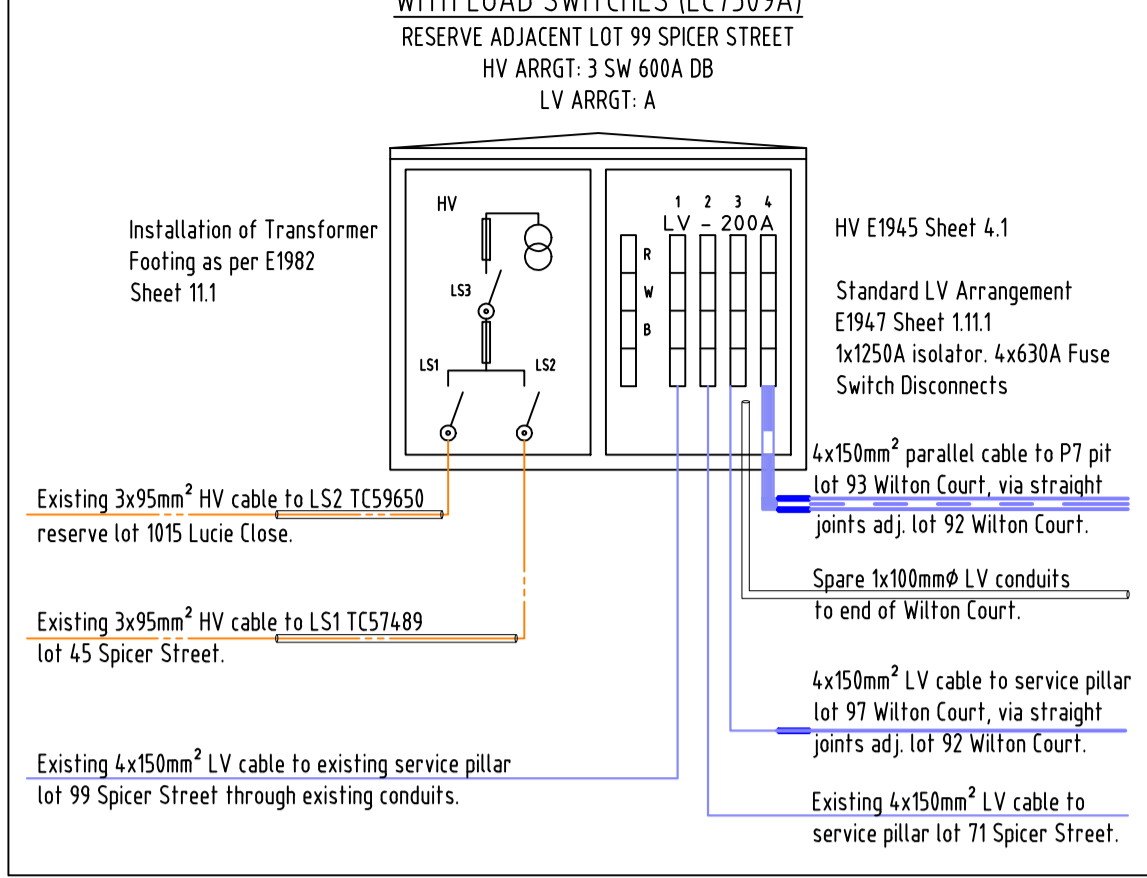 WITH LOAD SWITCHES (EC7509A)
RESERVE ADJACENT LOT 99 SPICER STREET
HV ARRGT: 3 SW 600A DB
LV ARRGT: A
Installation of Transformer
Footing as per E1982
Sheet 11.1
HV
LS3
LS1
LS2
1 2 3 4
LV - 200A
R
W
B
HV E1945 Sheet 4.1
Standard LV Arrangement
E1947 Sheet 1.11.1
1x1250A isolator. 4x630A Fuse
Switch Disconnects
Existing 3x95mm² HV cable to LS2 TC59650
reserve lot 1015 Lucie Close.
Existing 3x95mm² HV cable to LS1 TC57489
lot 45 Spicer Street.
Existing 4x150mm² LV cable to existing service pillar
lot 99 Spicer Street through existing conduits.
4x150mm² parallel cable to P7 pit
lot 93 Wilton Court, via straight
joints adj. lot 92 Wilton Court.
Spare 1x100mmØ LV conduits
to end of Wilton Court.
4x150mm² LV cable to service pillar
lot 97 Wilton Court, via straight
joints adj. lot 92 Wilton Court.
Existing 4x150mm² LV cable to
service pillar lot 71 Spicer Street.